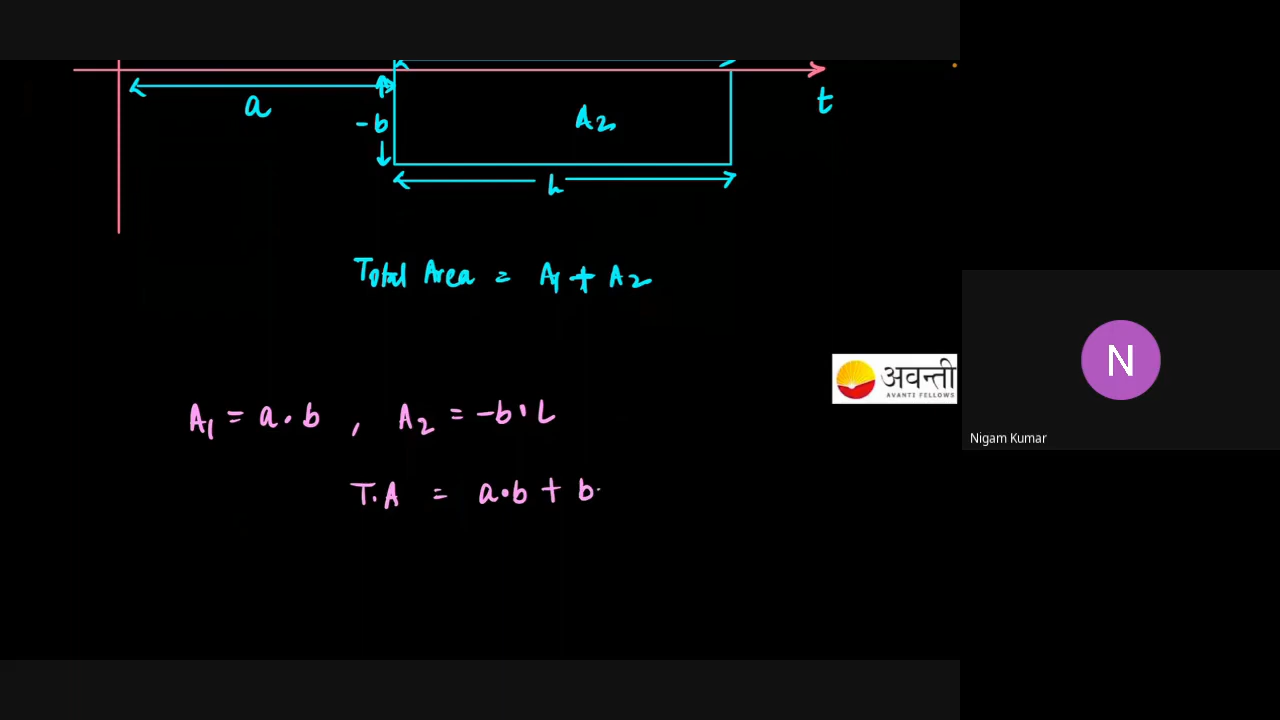 a
t
-b
A2
L
Total Area = A1 + A2
अवन्ती
AVANTI FELLOWS
A1 = a·b , A2 = -b·L
T.A = a·b + b·
N
Nigam Kumar